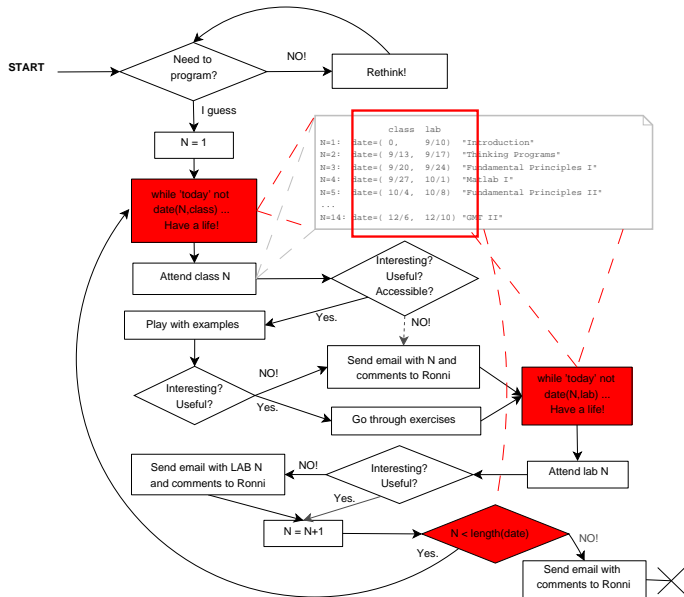 Need to
program?
NO!
START
Rethink!
I guess
N = 1
class lab
N=1: date=( 0, 9/10) "Introduction"
N=2: date=( 9/13, 9/17) "Thinking Programs"
N=3: date=( 9/20, 9/24) "Fundamental Principles I"
N=4: date=( 9/27, 10/1) "Matlab I"
N=5: date=( 10/4, 10/8) "Fundamental Principles II"
...
N=14: date=( 12/6, 12/10) "GMT II"
while 'today' not
date(N,class) ...
Have a life!
Attend class N
Interesting?
Useful?
Accessible?
Yes.
NO!
Play with examples
Send email with N and
comments to Ronni
NO!
Interesting?
Useful?
Yes.
Go through exercises
while 'today' not
date(N,lab) ...
Have a life!
Attend lab N
Interesting?
Useful?
NO!
Send email with LAB N
and comments to Ronni
Yes.
N = N+1
N < length(date)
Yes.
NO!
Send email with
comments to Ronni